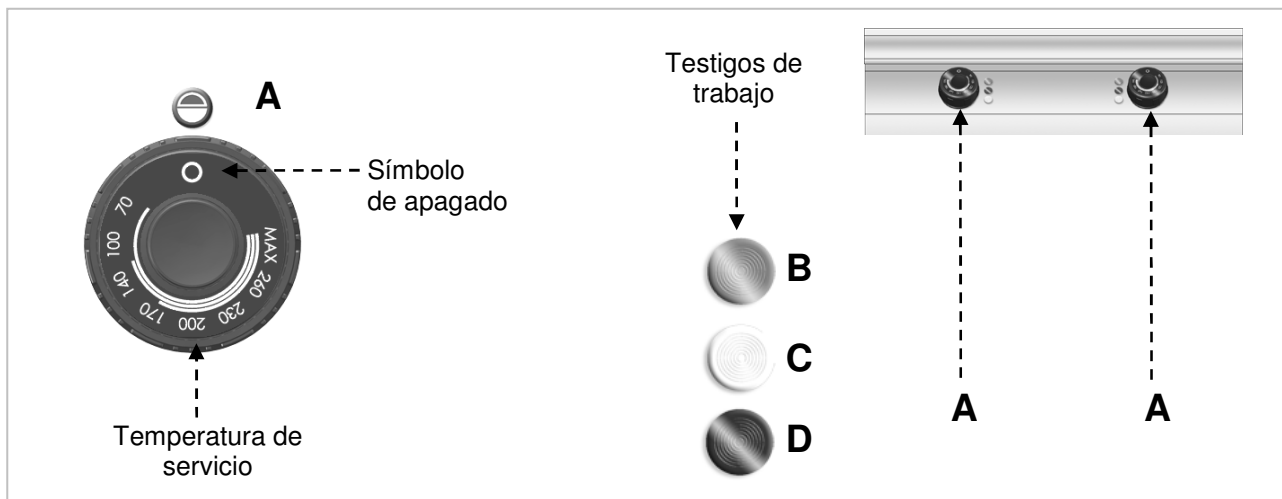 A
Símbolo
de apagado
70
100
140
170
200
230
260
MAX
Temperatura de
servicio
Testigos de
trabajo
B
C
D
A
A